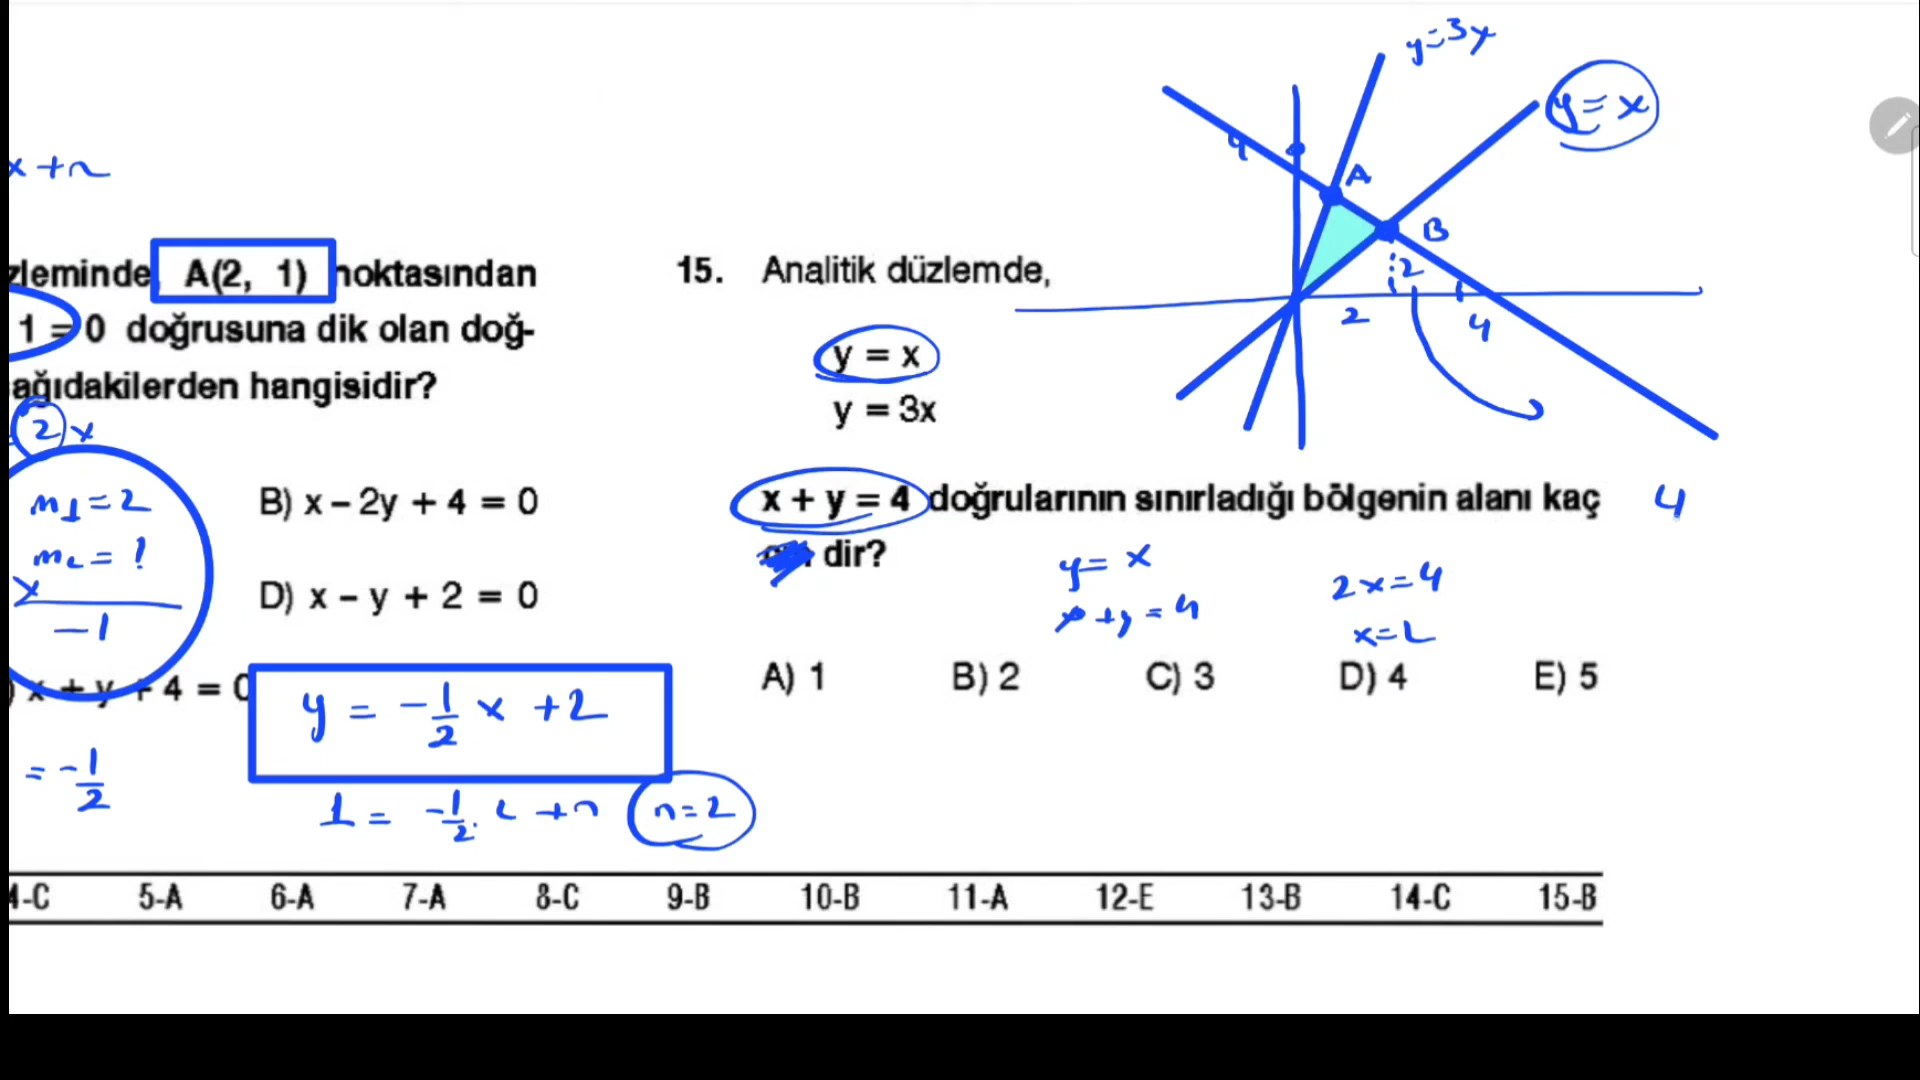 x + n
zleminde A(2, 1) noktasından
1 = 0 doğrusuna dik olan doğ-
ağıdakilerden hangisidir?
2x
m1 = 2
m2 = ?
x
-1
B) x – 2y + 4 = 0
D) x – y + 2 = 0
) x + y + 4 = 0
y = -1/2 x + 2
= -1/2
1 = -1/2 . 2 + n
n = 2
15. Analitik düzlemde,
y = x
y = 3x
x + y = 4 doğrularının sınırladığı bölgenin alanı kaç
dir?
4
y = x
x + y = 4
2x = 4
x = 2
A) 1 B) 2 C) 3 D) 4 E) 5
y = 3x
y = x
4
A
B
2
2
4
4-C 5-A 6-A 7-A 8-C 9-B 10-B 11-A 12-E 13-B 14-C 15-B